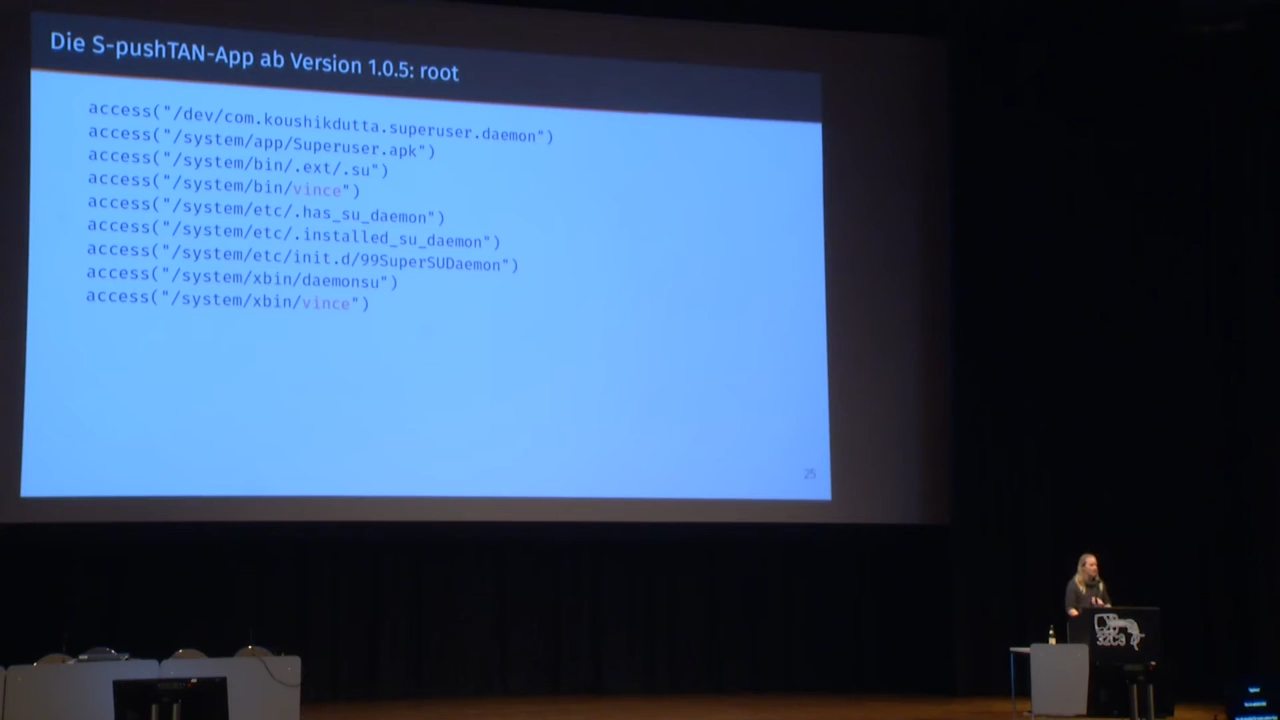 Die S-pushTAN-App ab Version 1.0.5: root
access("/dev/com.koushikdutta.superuser.daemon")
access("/system/app/Superuser.apk")
access("/system/bin/.ext/.su")
access("/system/bin/vince")
access("/system/etc/.has_su_daemon")
access("/system/etc/.installed_su_daemon")
access("/system/etc/init.d/99SuperSUDaemon")
access("/system/xbin/daemonsu")
access("/system/xbin/vince")
25
32C3